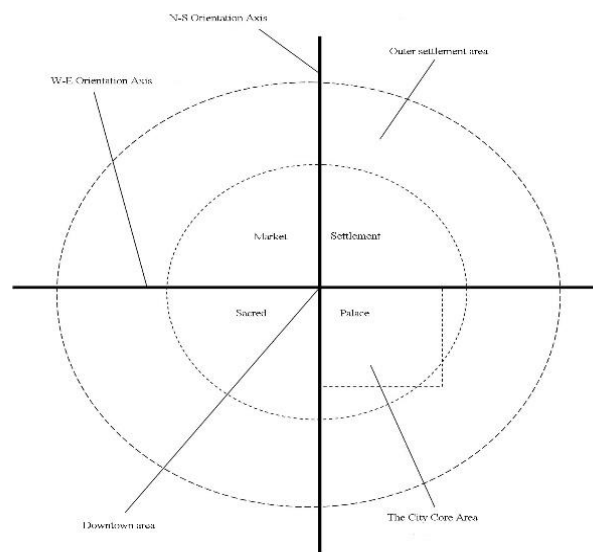 N-S Orientation Axis
Outer settlement area
W-E Orientation Axis
Market
Settlement
Sacred
Palace
Downtown area
The City Core Area